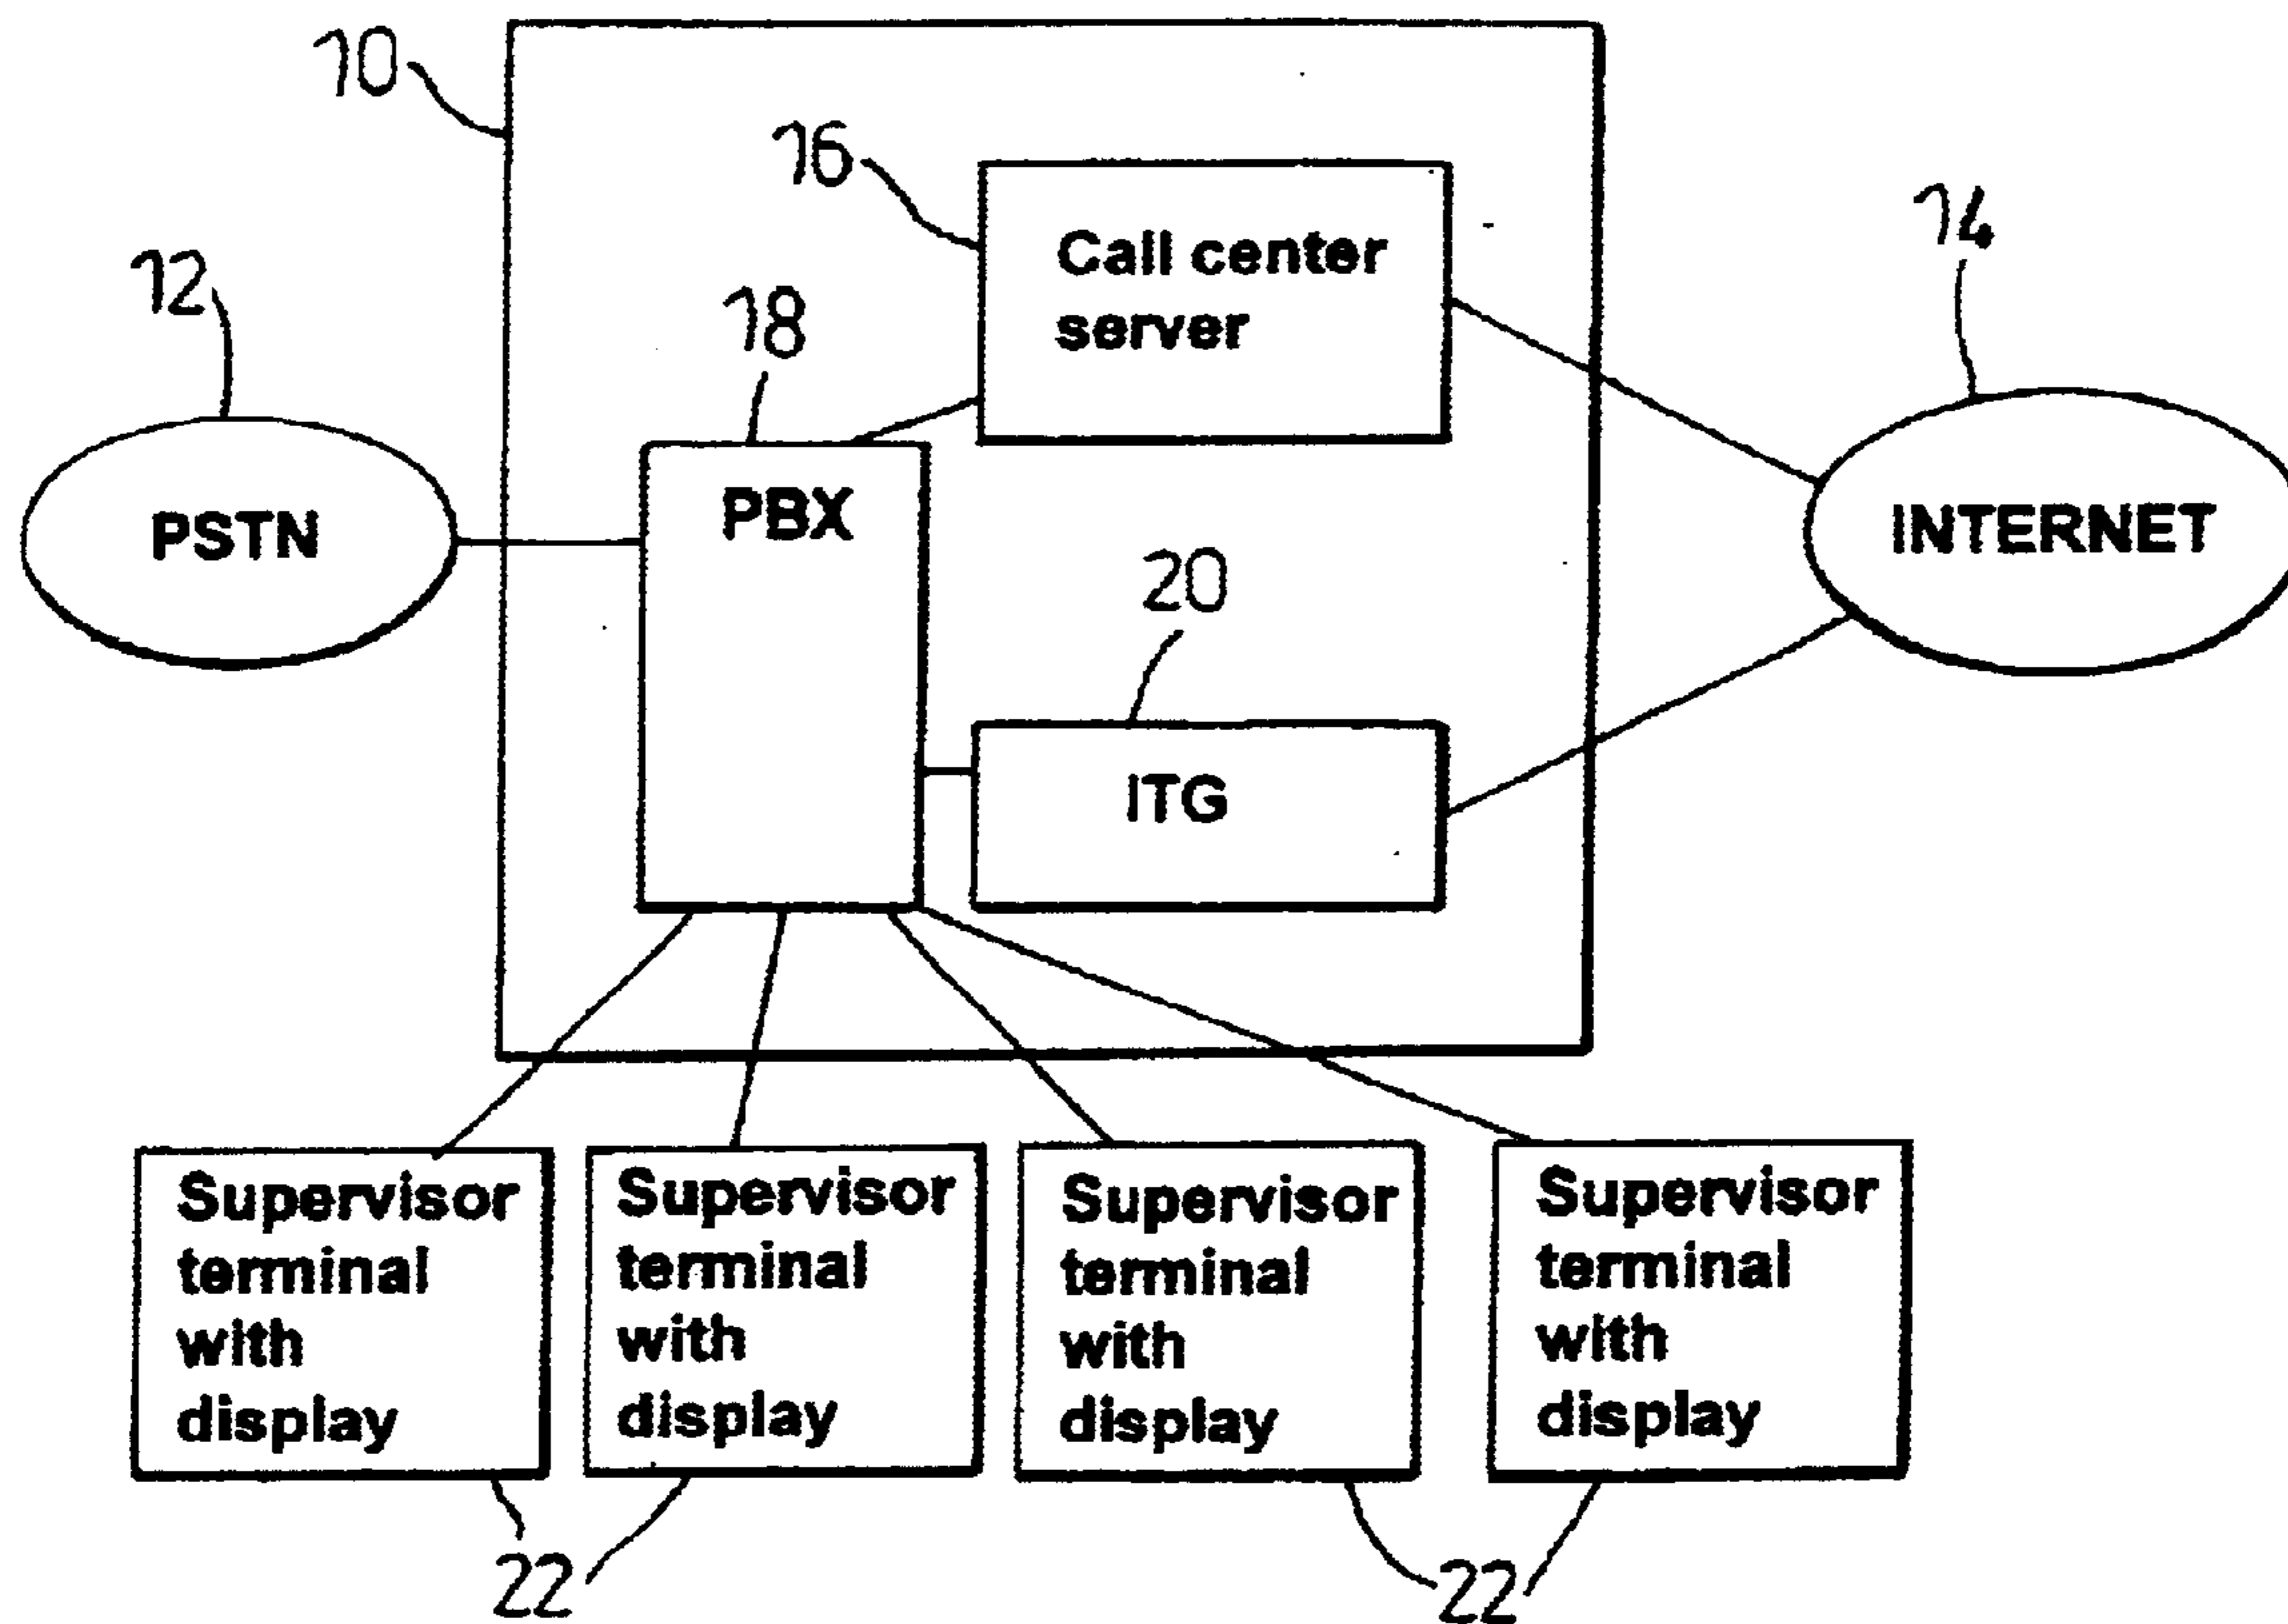 10
16
Call center
server
14
12
18
PSTN
PBX
INTERNET
20
ITG
Supervisor
terminal
with
display
Supervisor
terminal
with
display
Supervisor
terminal
with
display
Supervisor
terminal
with
display
22
22